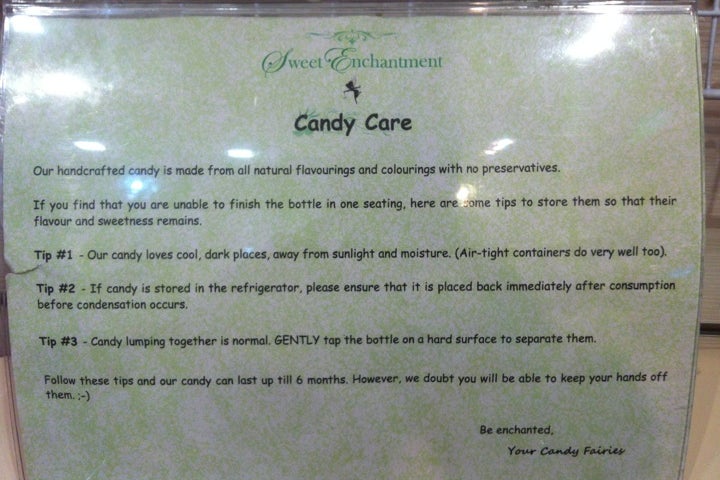 Sweet Enchantment
Candy Care
Our handcrafted candy is made from all natural flavourings and colourings with no preservatives.
If you find that you are unable to finish the bottle in one seating, here are some tips to store them so that their
flavour and sweetness remains.
Tip #1 - Our candy loves cool, dark places, away from sunlight and moisture. (Air-tight containers do very well too).
Tip #2 - If candy is stored in the refrigerator, please ensure that it is placed back immediately after consumption
before condensation occurs.
Tip #3 - Candy lumping together is normal. GENTLY tap the bottle on a hard surface to separate them.
Follow these tips and our candy can last up till 6 months. However, we doubt you will be able to keep your hands off
them. ;-)
Be enchanted,
Your Candy Fairies